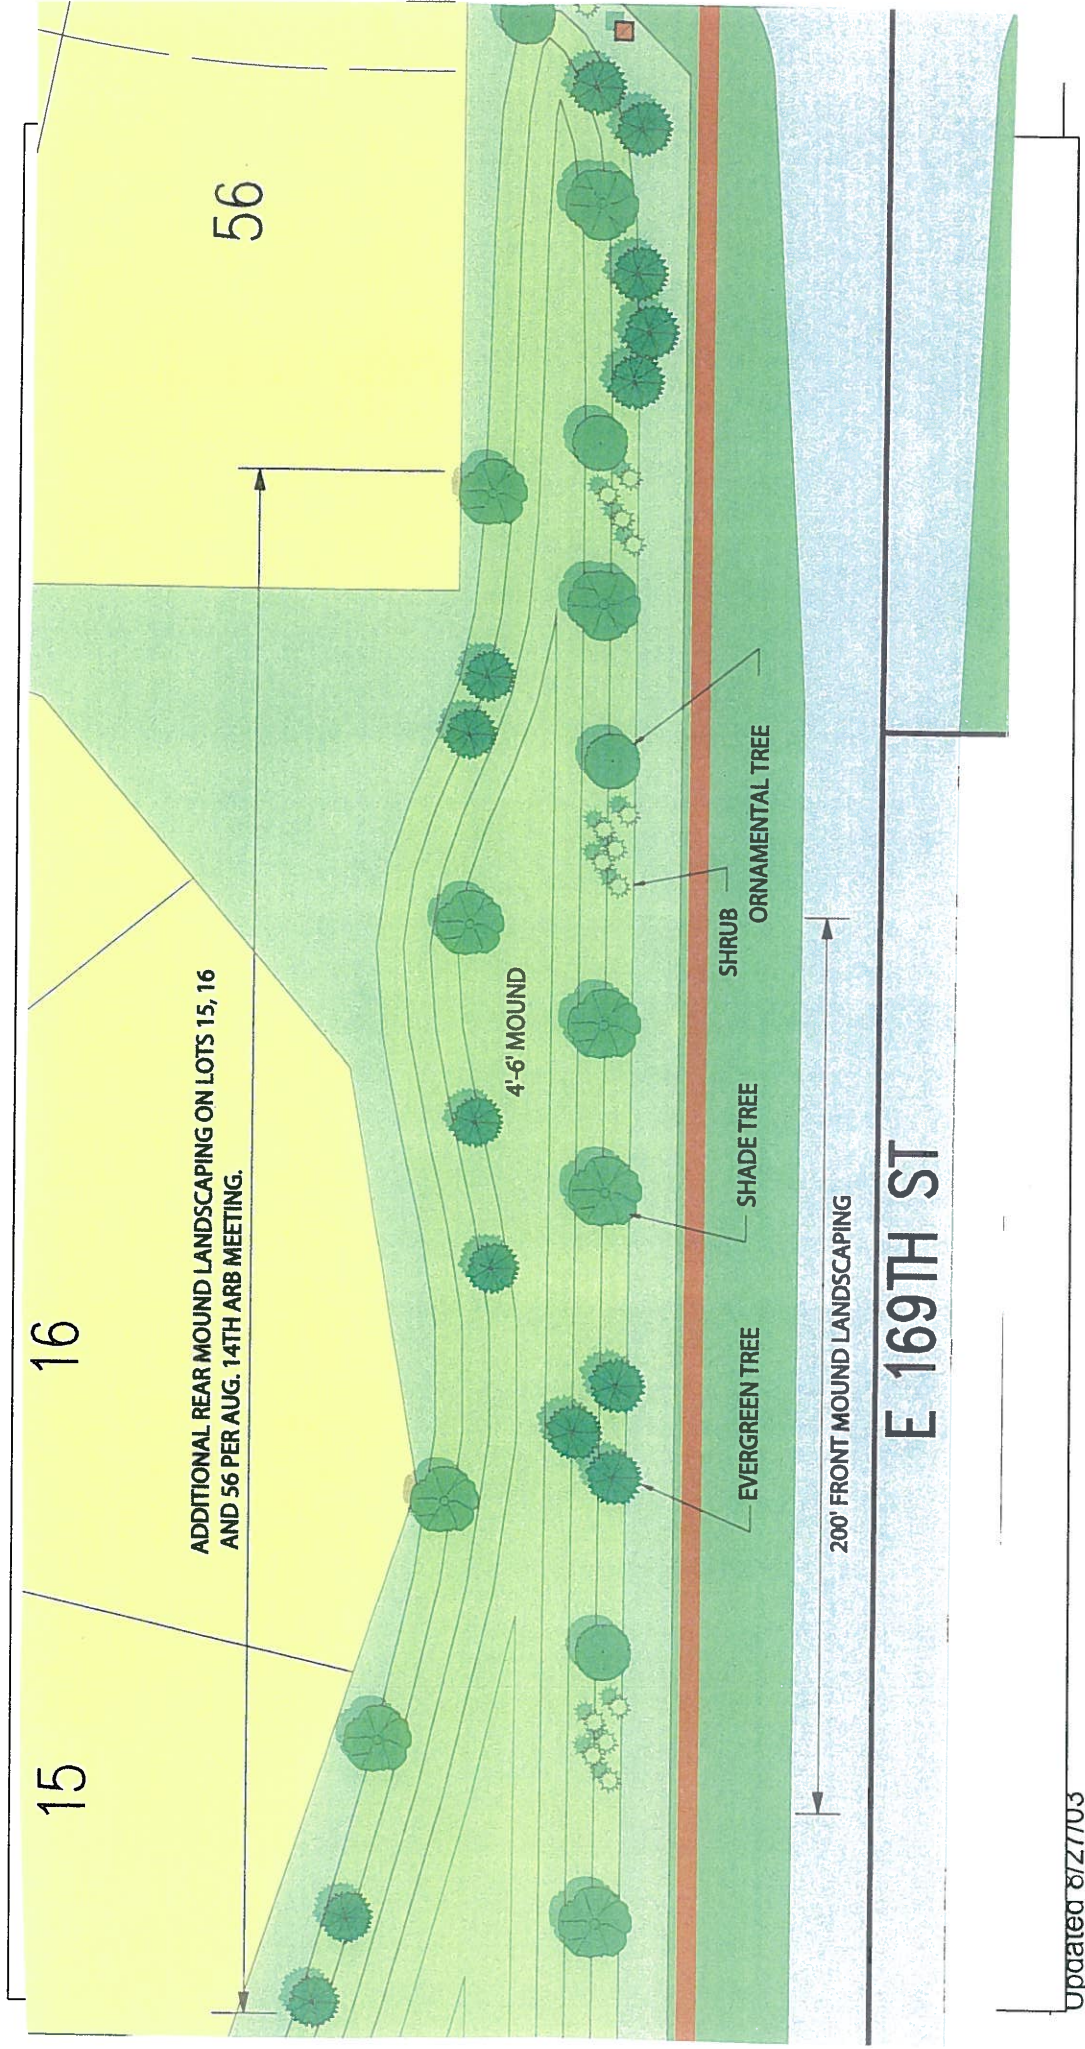 15
16
56
ADDITIONAL REAR MOUND LANDSCAPING ON LOTS 15, 16
AND 56 PER AUG. 14TH ARB MEETING.
4'-6' MOUND
EVERGREEN TREE
SHADE TREE
SHRUB
ORNAMENTAL TREE
200' FRONT MOUND LANDSCAPING
E 169TH ST
Updated 8/27/03